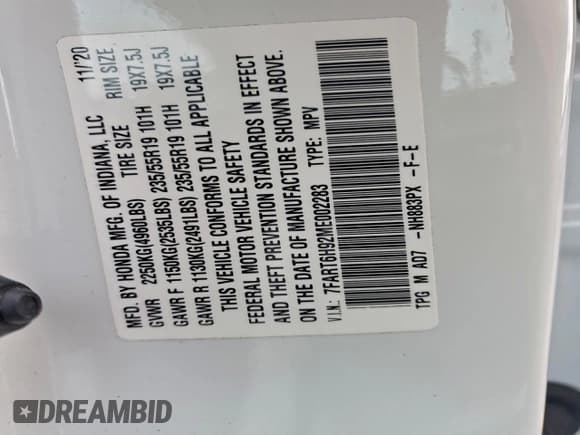 MFD. BY HONDA MFG. OF INDIANA, LLC 11/'20
GVWR 2250KG(4960LBS) TIRE SIZE RIM SIZE
GAWR F 1150KG(2535LBS) 235/55R19 101H 19X7.5J
GAWR R 1130KG(2491LBS) 235/55R19 101H 19X7.5J
THIS VEHICLE CONFORMS TO ALL APPLICABLE
FEDERAL MOTOR VEHICLE SAFETY
AND THEFT PREVENTION STANDARDS IN EFFECT
ON THE DATE OF MANUFACTURE SHOWN ABOVE.
V.I.N.: 7FART6H92ME002283 TYPE: MPV
TPG M AD7 -NH883PX -F-E
DREAMBID